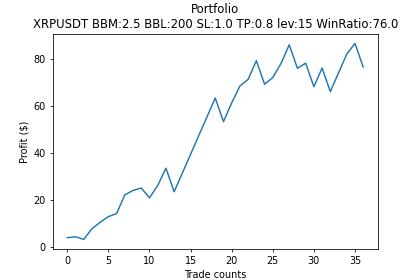 Portfolio
XRPUSDT BBM:2.5 BBL:200 SL:1.0 TP:0.8 lev:15 WinRatio:76.0
Profit ($)
80
60
40
20
0
0 5 10 15 20 25 30 35
Trade counts